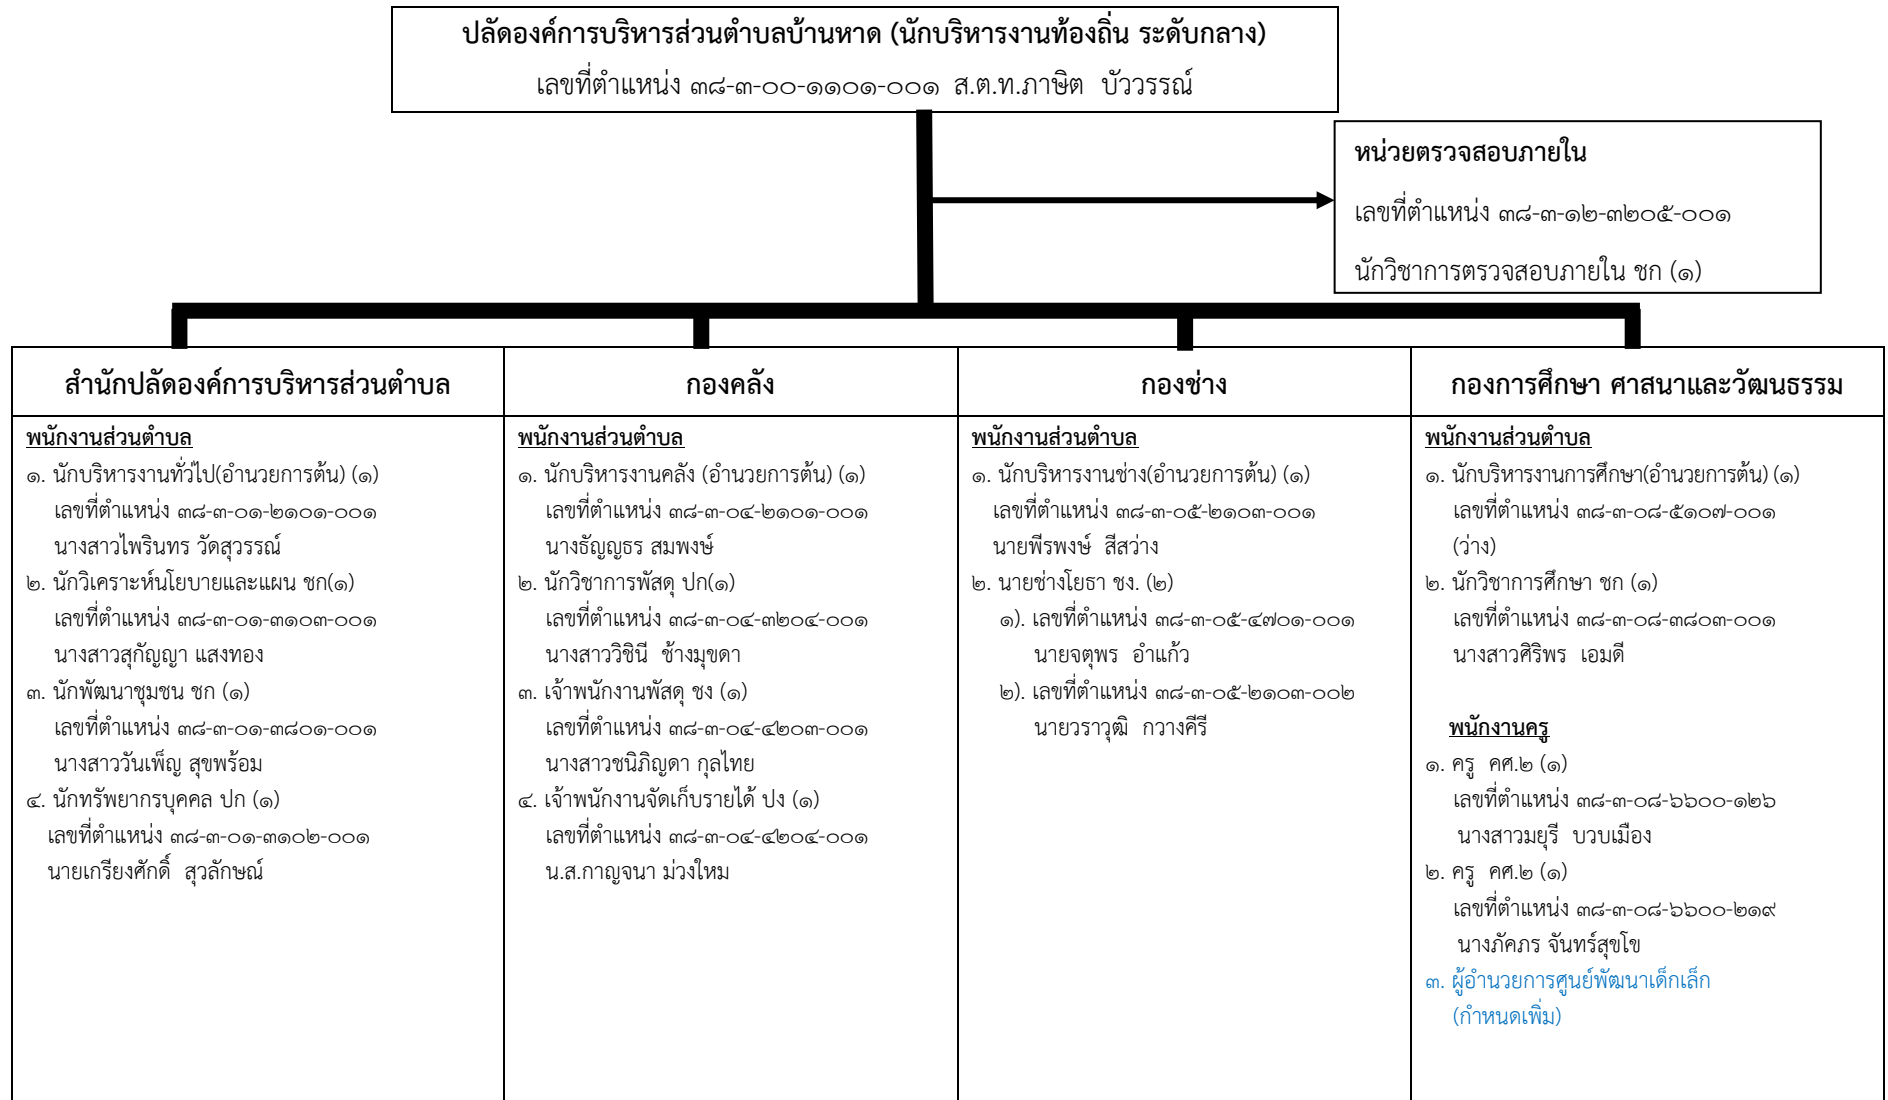 ปลัดองค์การบริหารส่วนตำบลบ้านหาด (นักบริหารงานท้องถิ่น ระดับกลาง)
เลขที่ตำแหน่ง ๓๘-๓-๐๐-๑๑๐๑-๐๐๑ ส.ต.ท.ภาษิต บัววรรณ์
หน่วยตรวจสอบภายใน
เลขที่ตำแหน่ง ๓๘-๓-๑๒-๓๒๐๕-๐๐๑
นักวิชาการตรวจสอบภายใน ชก (๑)
สำนักปลัดองค์การบริหารส่วนตำบล
พนักงานส่วนตำบล
๑. นักบริหารงานทั่วไป(อำนวยการต้น) (๑)
เลขที่ตำแหน่ง ๓๘-๓-๐๑-๒๑๐๑-๐๐๑
นางสาวไพรินทร วัดสุวรรณ์
๒. นักวิเคราะห์นโยบายและแผน ชก(๑)
เลขที่ตำแหน่ง ๓๘-๓-๐๑-๓๑๐๓-๐๐๑
นางสาวสุกัญญา แสงทอง
๓. นักพัฒนาชุมชน ชก (๑)
เลขที่ตำแหน่ง ๓๘-๓-๐๑-๓๘๐๑-๐๐๑
นางสาววันเพ็ญ สุขพร้อม
๔. นักทรัพยากรบุคคล ปก (๑)
เลขที่ตำแหน่ง ๓๘-๓-๐๑-๓๑๐๒-๐๐๑
นายเกรียงศักดิ์ สุวลักษณ์
กองคลัง
พนักงานส่วนตำบล
๑. นักบริหารงานคลัง (อำนวยการต้น) (๑)
เลขที่ตำแหน่ง ๓๘-๓-๐๔-๒๑๐๑-๐๐๑
นางธัญญธร สมพงษ์
๒. นักวิชาการพัสดุ ปก(๑)
เลขที่ตำแหน่ง ๓๘-๓-๐๔-๓๒๐๔-๐๐๑
นางสาววิชินี ช้างมุขดา
๓. เจ้าพนักงานพัสดุ ชง (๑)
เลขที่ตำแหน่ง ๓๘-๓-๐๔-๔๒๐๓-๐๐๑
นางสาวชนิภิญดา กุลไทย
๔. เจ้าพนักงานจัดเก็บรายได้ ปง (๑)
เลขที่ตำแหน่ง ๓๘-๓-๐๔-๔๒๐๔-๐๐๑
น.ส.กาญจนา ม่วงใหม
กองช่าง
พนักงานส่วนตำบล
๑. นักบริหารงานช่าง(อำนวยการต้น) (๑)
เลขที่ตำแหน่ง ๓๘-๓-๐๕-๒๑๐๓-๐๐๑
นายพีรพงษ์ สีสว่าง
๒. นายช่างโยธา ชง. (๒)
๑). เลขที่ตำแหน่ง ๓๘-๓-๐๕-๔๗๐๑-๐๐๑
นายจตุพร อำแก้ว
๒). เลขที่ตำแหน่ง ๓๘-๓-๐๕-๒๑๐๓-๐๐๒
นายวราวุฒิ กวางคีรี
กองการศึกษา ศาสนาและวัฒนธรรม
พนักงานส่วนตำบล
๑. นักบริหารงานการศึกษา(อำนวยการต้น) (๑)
เลขที่ตำแหน่ง ๓๘-๓-๐๘-๕๑๐๗-๐๐๑
(ว่าง)
๒. นักวิชาการศึกษา ชก (๑)
เลขที่ตำแหน่ง ๓๘-๓-๐๘-๓๘๐๓-๐๐๑
นางสาวศิริพร เอมดี
พนักงานครู
๑. ครู คศ.๒ (๑)
เลขที่ตำแหน่ง ๓๘-๓-๐๘-๖๖๐๐-๑๒๖
นางสาวมยุรี บวบเมือง
๒. ครู คศ.๒ (๑)
เลขที่ตำแหน่ง ๓๘-๓-๐๘-๖๖๐๐-๒๑๙
นางภัคภร จันทร์สุขโข
๓. ผู้อำนวยการศูนย์พัฒนาเด็กเล็ก
(กำหนดเพิ่ม)